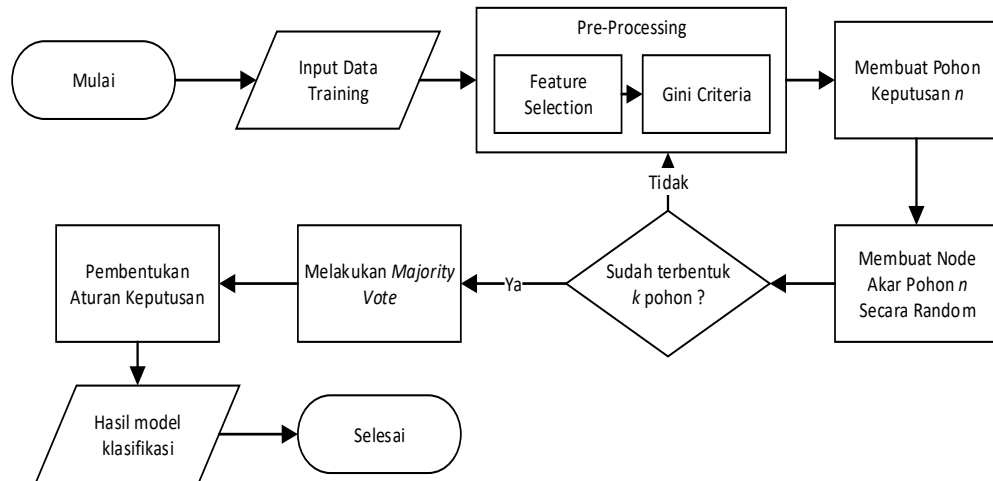 Mulai
Input Data
Training
Pre-Processing
Feature
Selection
Gini Criteria
Membuat Pohon
Keputusan n
Membuat Node
Akar Pohon n
Secara Random
Sudah terbentuk
k pohon ?
Tidak
Ya
Melakukan Majority
Vote
Pembentukan
Aturan Keputusan
Hasil model
klasifikasi
Selesai